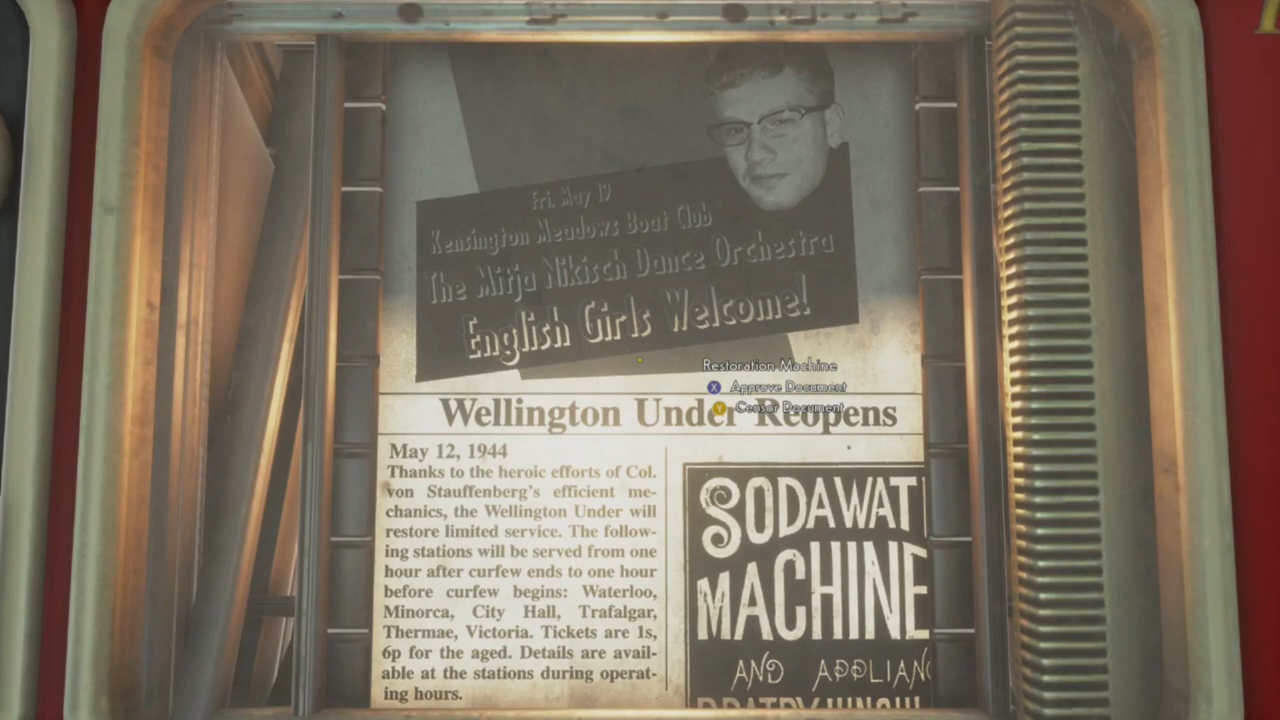 Fri. May 19
Kensington Meadows Boat Club
The Mitja Nikisch Dance Orchestra
English Girls Welcome!
Restoration Machine
X Approve Document
Y Censor Document
Wellington Under Reopens
May 12, 1944
Thanks to the heroic efforts of Col.
von Stauffenberg's efficient me-
chanics, the Wellington Under will
restore limited service. The follow-
ing stations will be served from one
hour after curfew ends to one hour
before curfew begins: Waterloo,
Minorca, City Hall, Trafalgar,
Thermae, Victoria. Tickets are 1s,
6p for the aged. Details are avail-
able at the stations during operat-
ing hours.
SODAWAT
MACHINE
AND APPLIANC